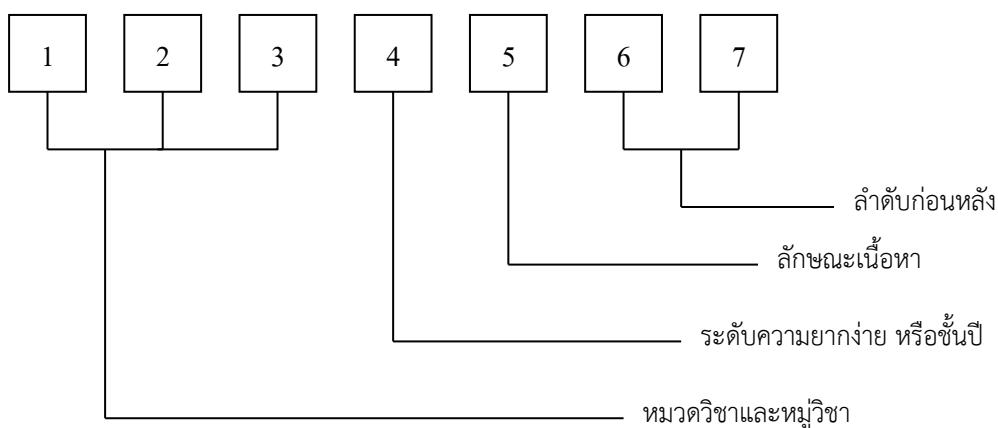 1 2 3 4 5 6 7
ลำดับก่อนหลัง
ลักษณะเนื้อหา
ระดับความยากง่าย หรือชั้นปี
หมวดวิชาและหมู่วิชา